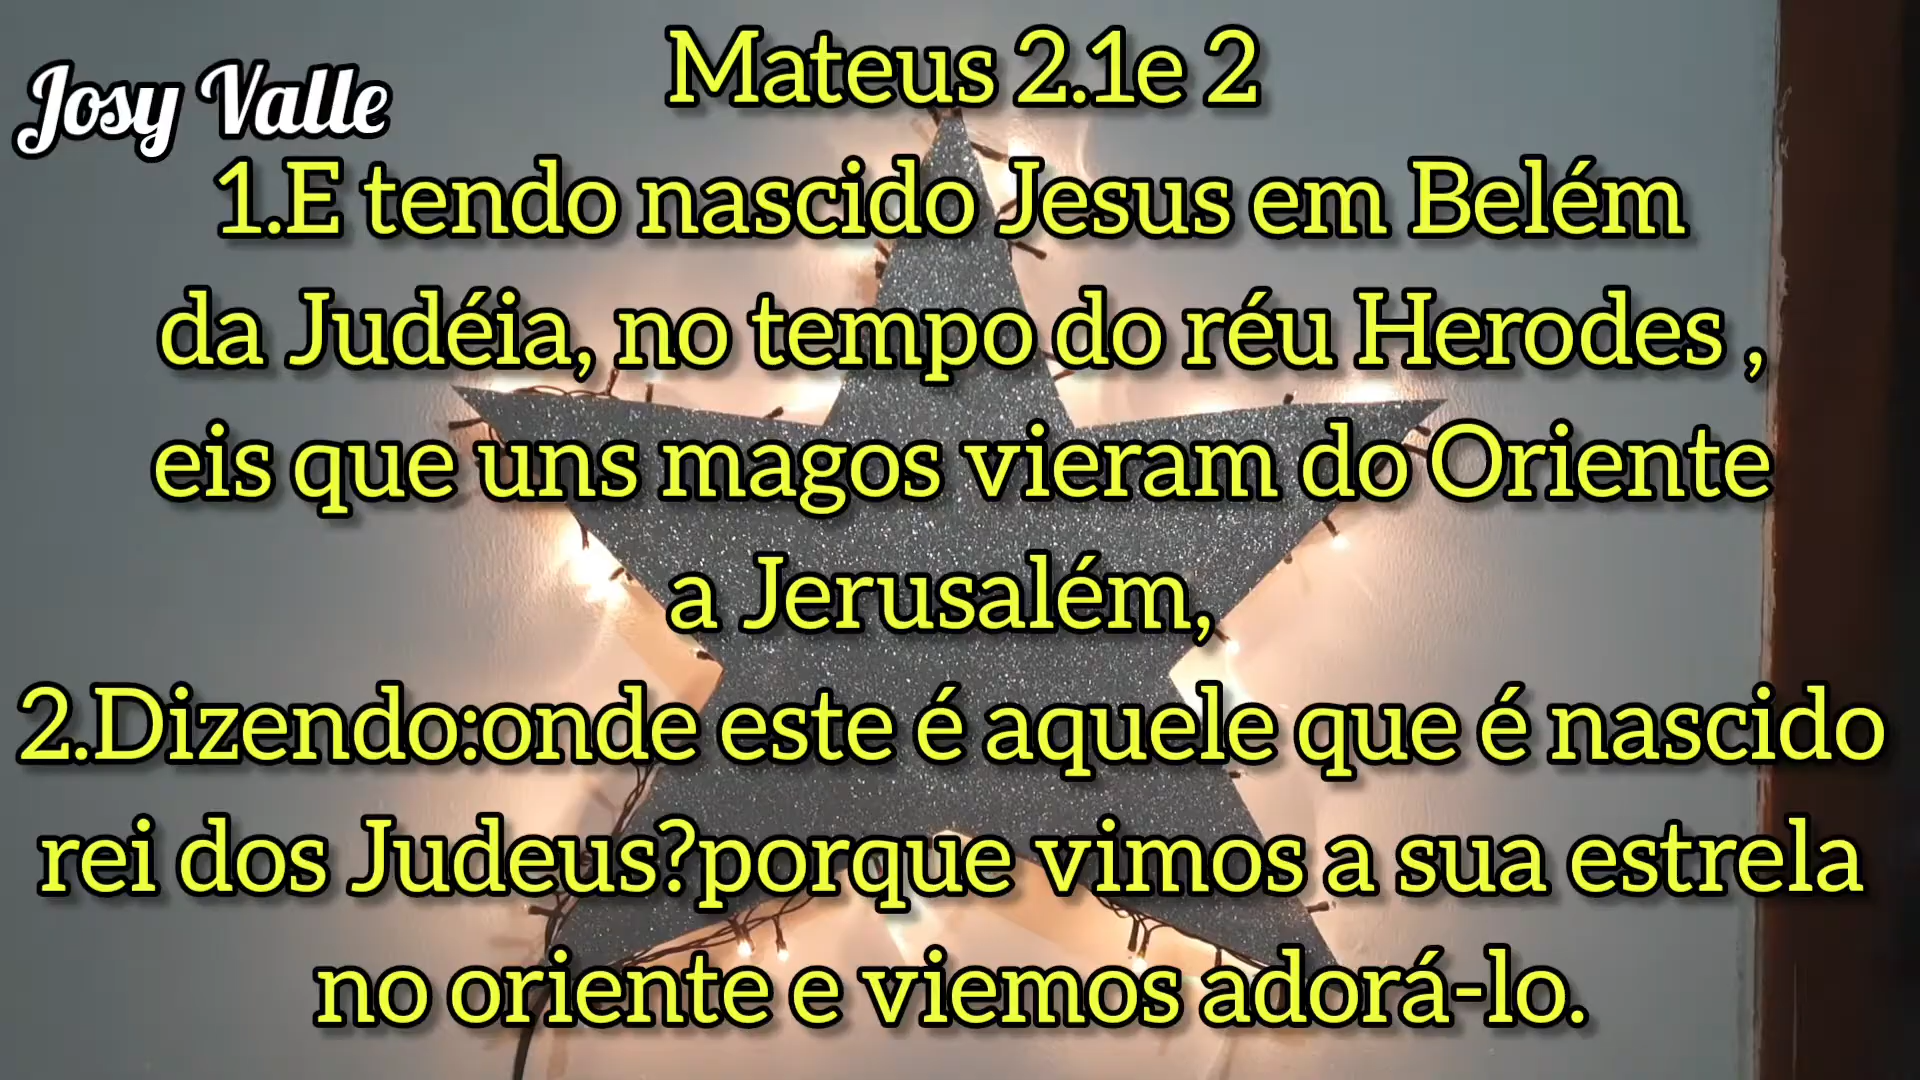 Mateus 2.1e 2
Josy Valle
1.E tendo nascido Jesus em Belém
da Judéia, no tempo do réu Herodes ,
eis que uns magos vieram do Oriente
a Jerusalém,
2.Dizendo:onde este é aquele que é nascido
rei dos Judeus?porque vimos a sua estrela
no oriente e viemos adorá-lo.